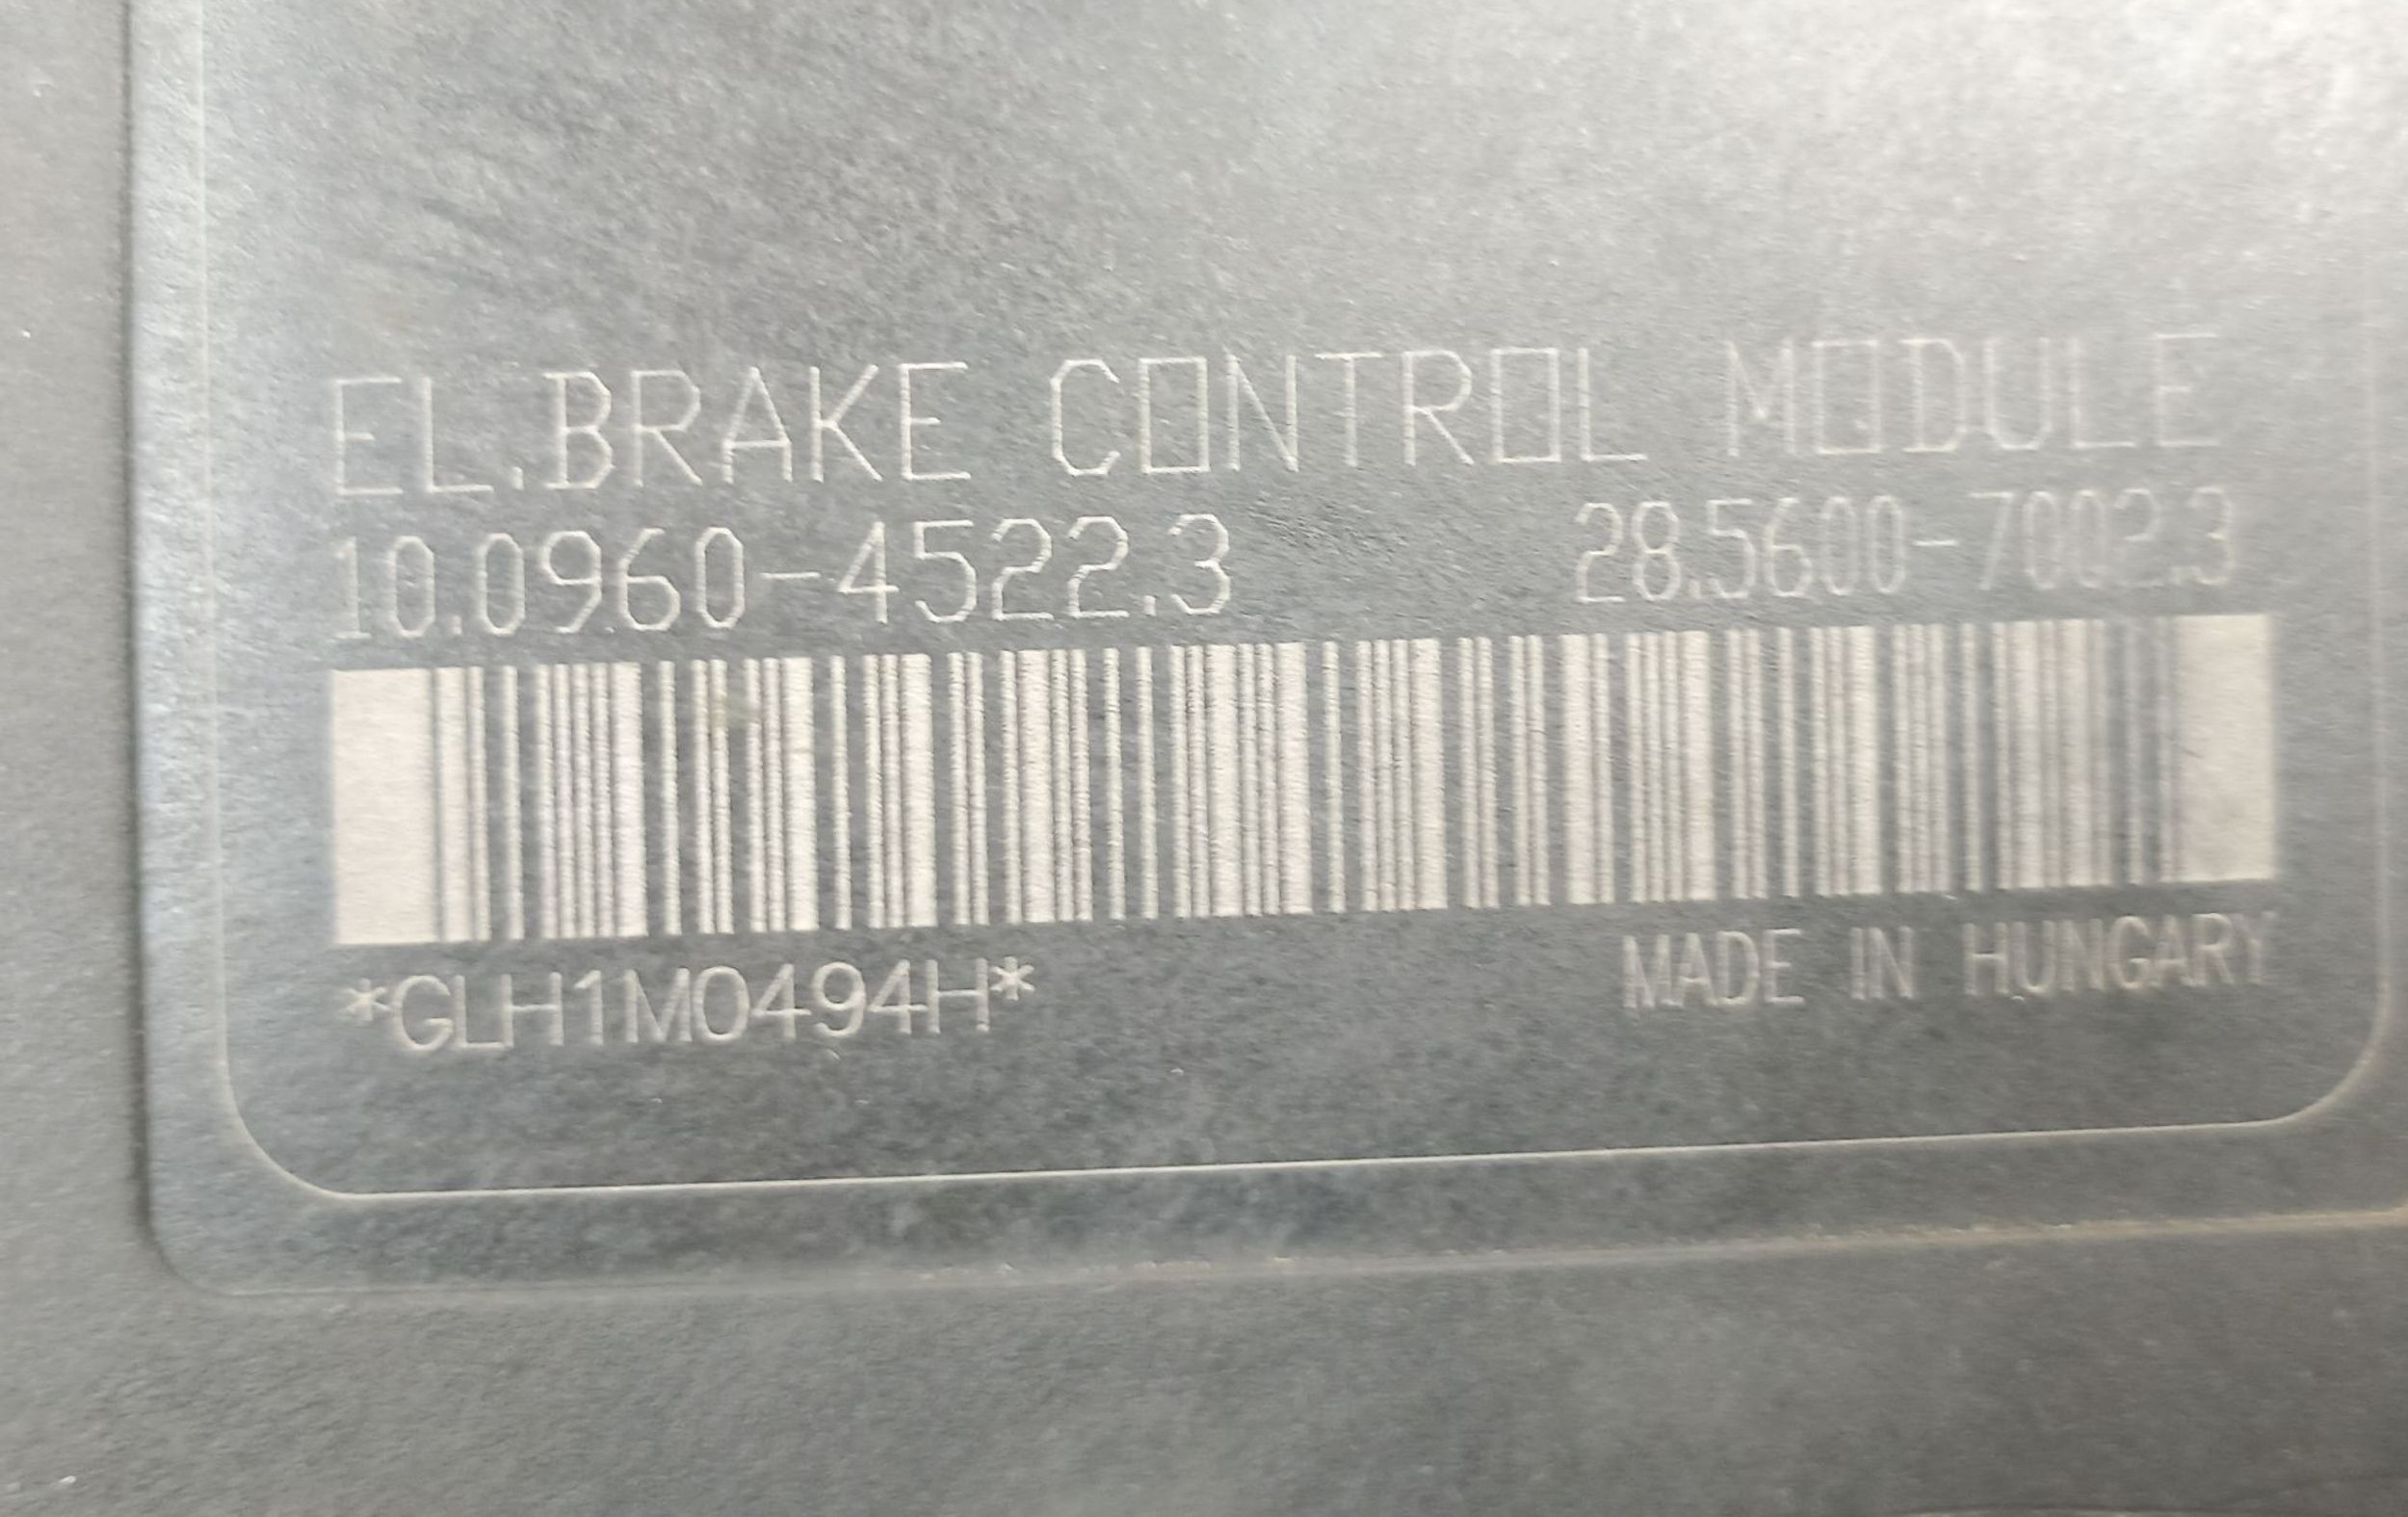 EL.BRAKE CONTROL MODULE
10.0960-4522.3 28.5600-7002.3
*GLH1M0494H* MADE IN HUNGARY